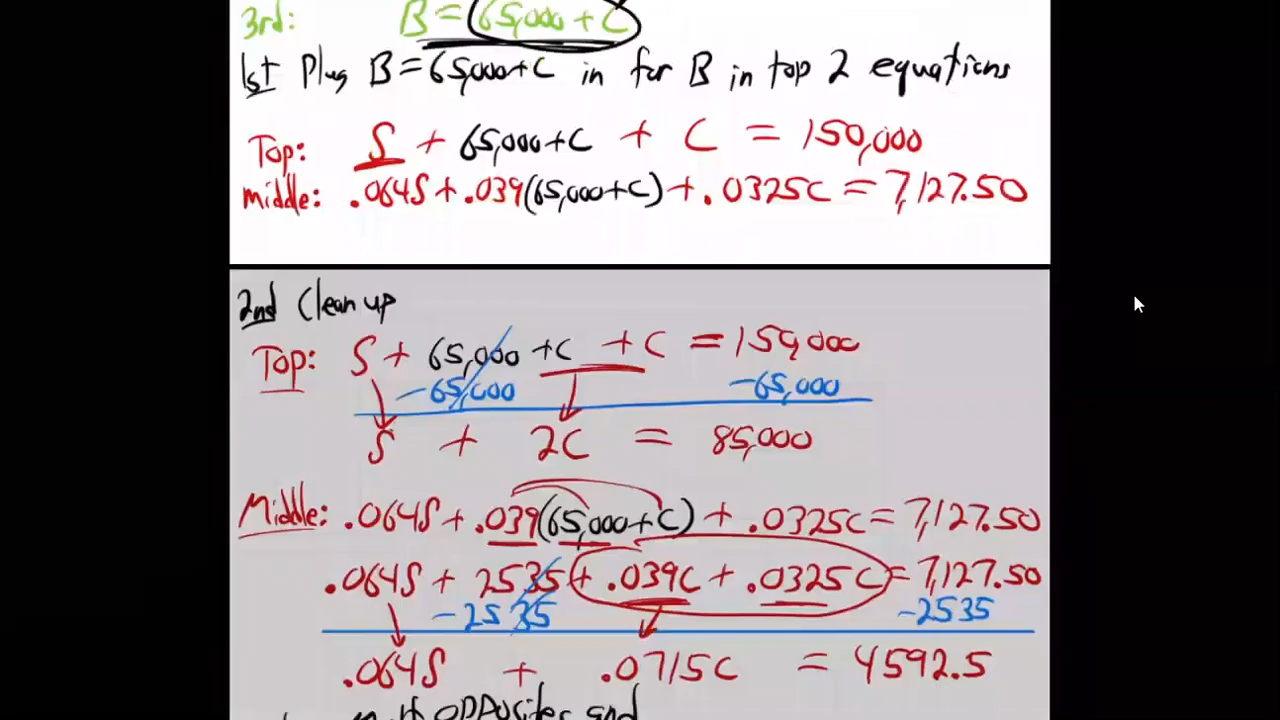 3rd: B = 65,000 + C
1st Plug B = 65,000 + C in for B in top 2 equations
Top: S + 65,000 + C + C = 150,000
middle: .064S + .039(65,000 + C) + .0325C = 7,127.50
2nd Clean up
Top: S + 65,000 + C + C = 150,000
-65,000 -65,000
S + 2C = 85,000
Middle: .064S + .039(65,000 + C) + .0325C = 7,127.50
.064S + 2535 + .039C + .0325C = 7,127.50
-2535 -2535
.064S + .0715C = 4592.5
opposites and